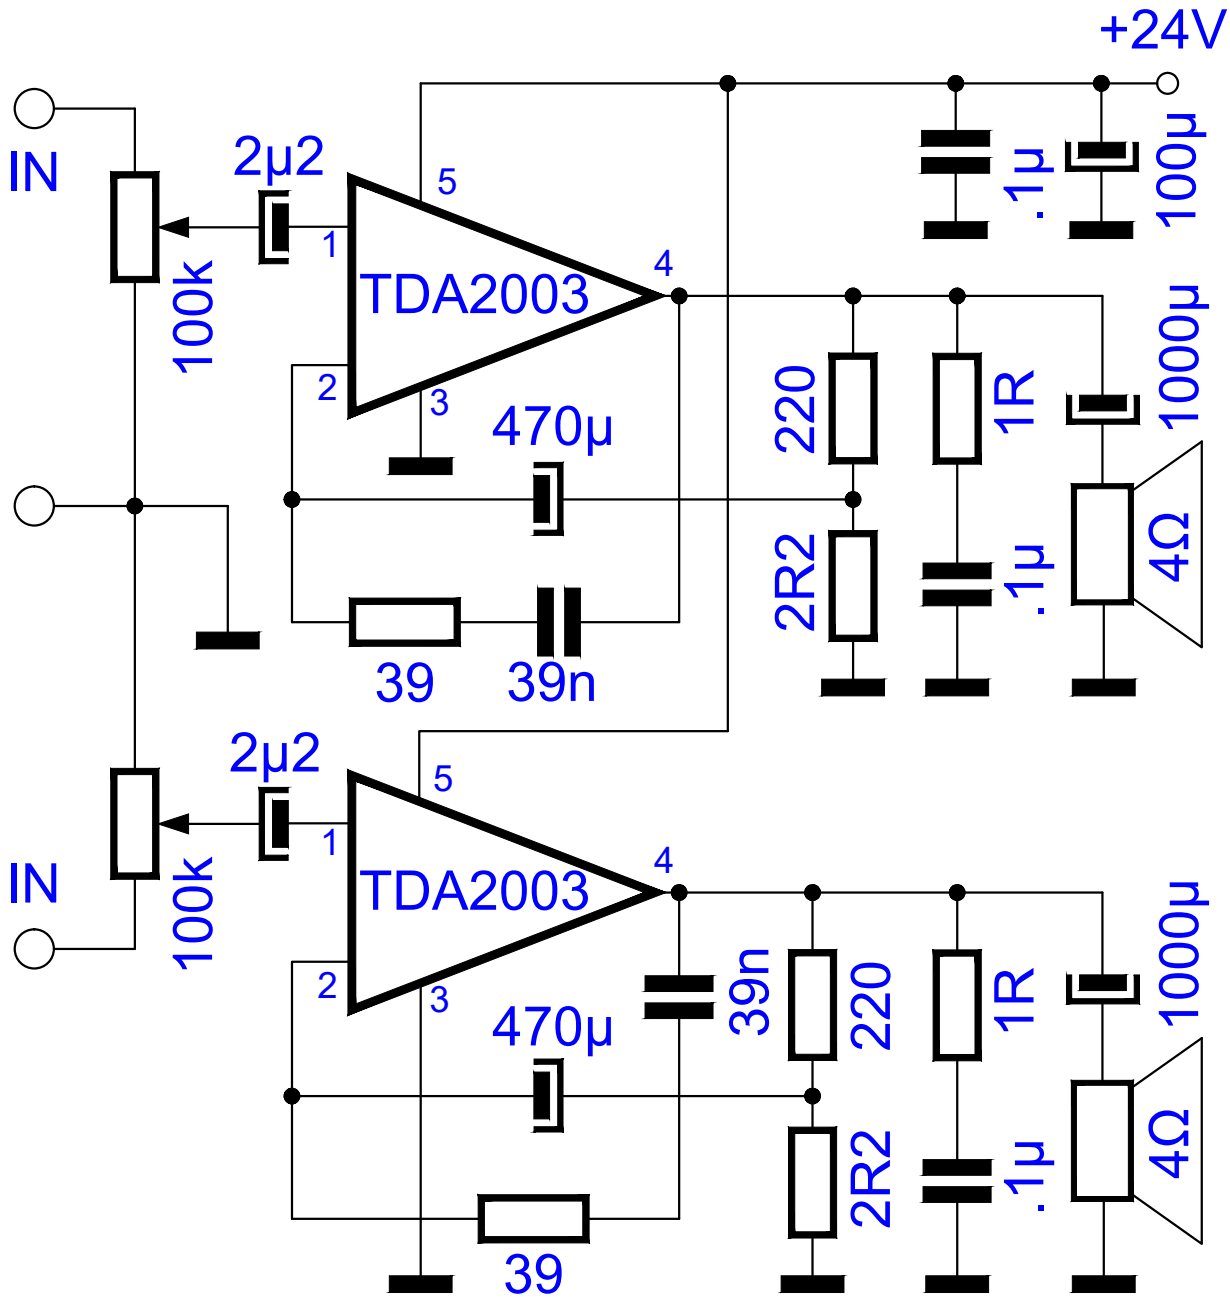 +24V
IN
2µ2
5
.1µ
100µ
1
TDA2003
4
100k
2
3
470µ
220
1R
1000µ
2R2
.1µ
4Ω
39
39n
2µ2
5
1
TDA2003
4
IN
100k
2
3
470µ
39n
220
1R
1000µ
2R2
.1µ
4Ω
39